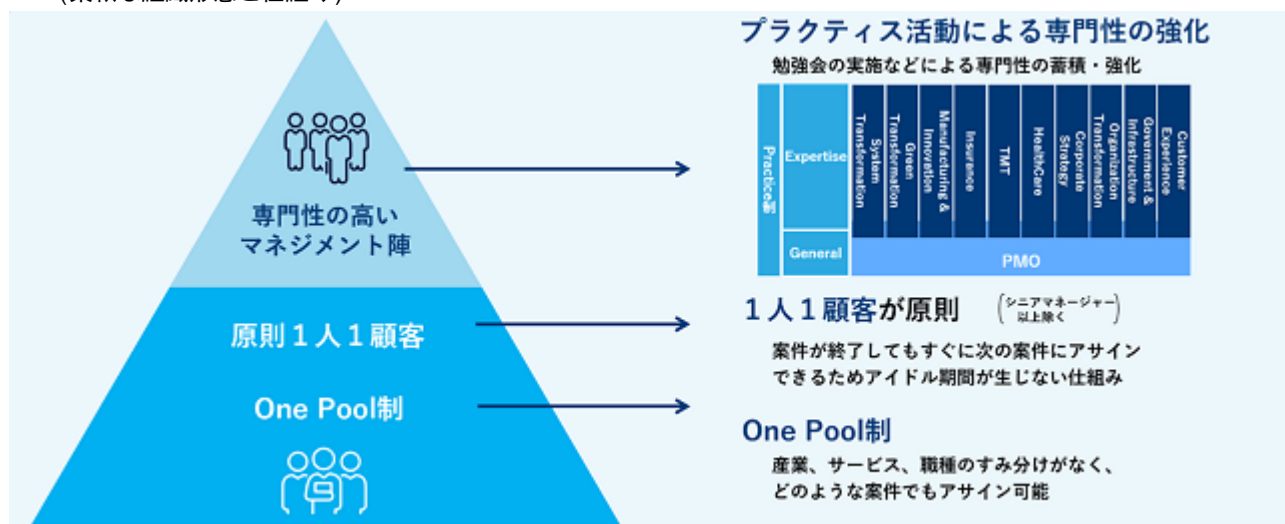 プラクティス活動による専門性の強化
勉強会の実施などによる専門性の蓄積・強化
Practice制
Expertise
System
Transformation
Green
Transformation
Manufacturing &
Innovation
Insurance
TMT
HealthCare
Corporate
Strategy
Organization
Transformation
Government &
Infrastructure
Customer
Experience
General
PMO
専門性の高い
マネジメント陣
原則1人1顧客
One Pool制
1人1顧客が原則
(シニアマネージャー
以上除く)
案件が終了してもすぐに次の案件にアサイン
できるためアイドル期間が生じない仕組み
One Pool制
産業、サービス、職種のすみ分けがなく、
どのような案件でもアサイン可能